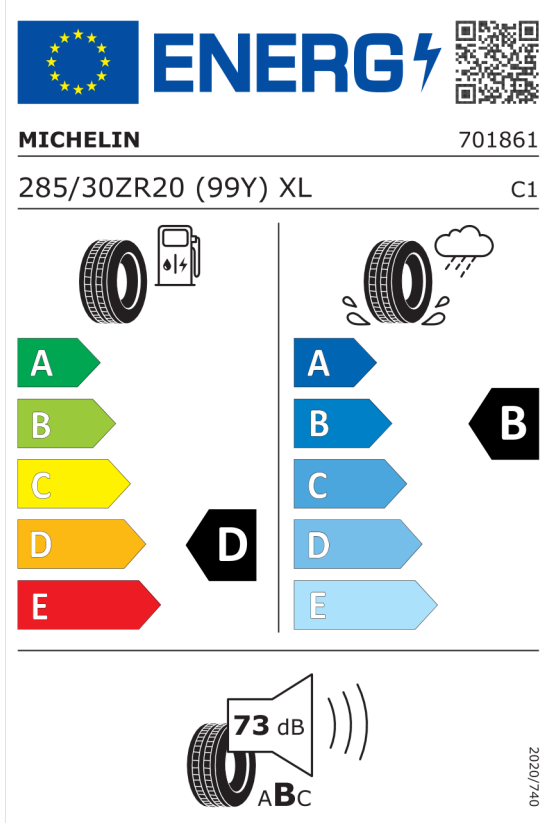 ENERG
MICHELIN 701861
285/30ZR20 (99Y) XL C1
A
B
C
D
E
D
A
B
C
D
E
B
73 dB
ABC
2020/740